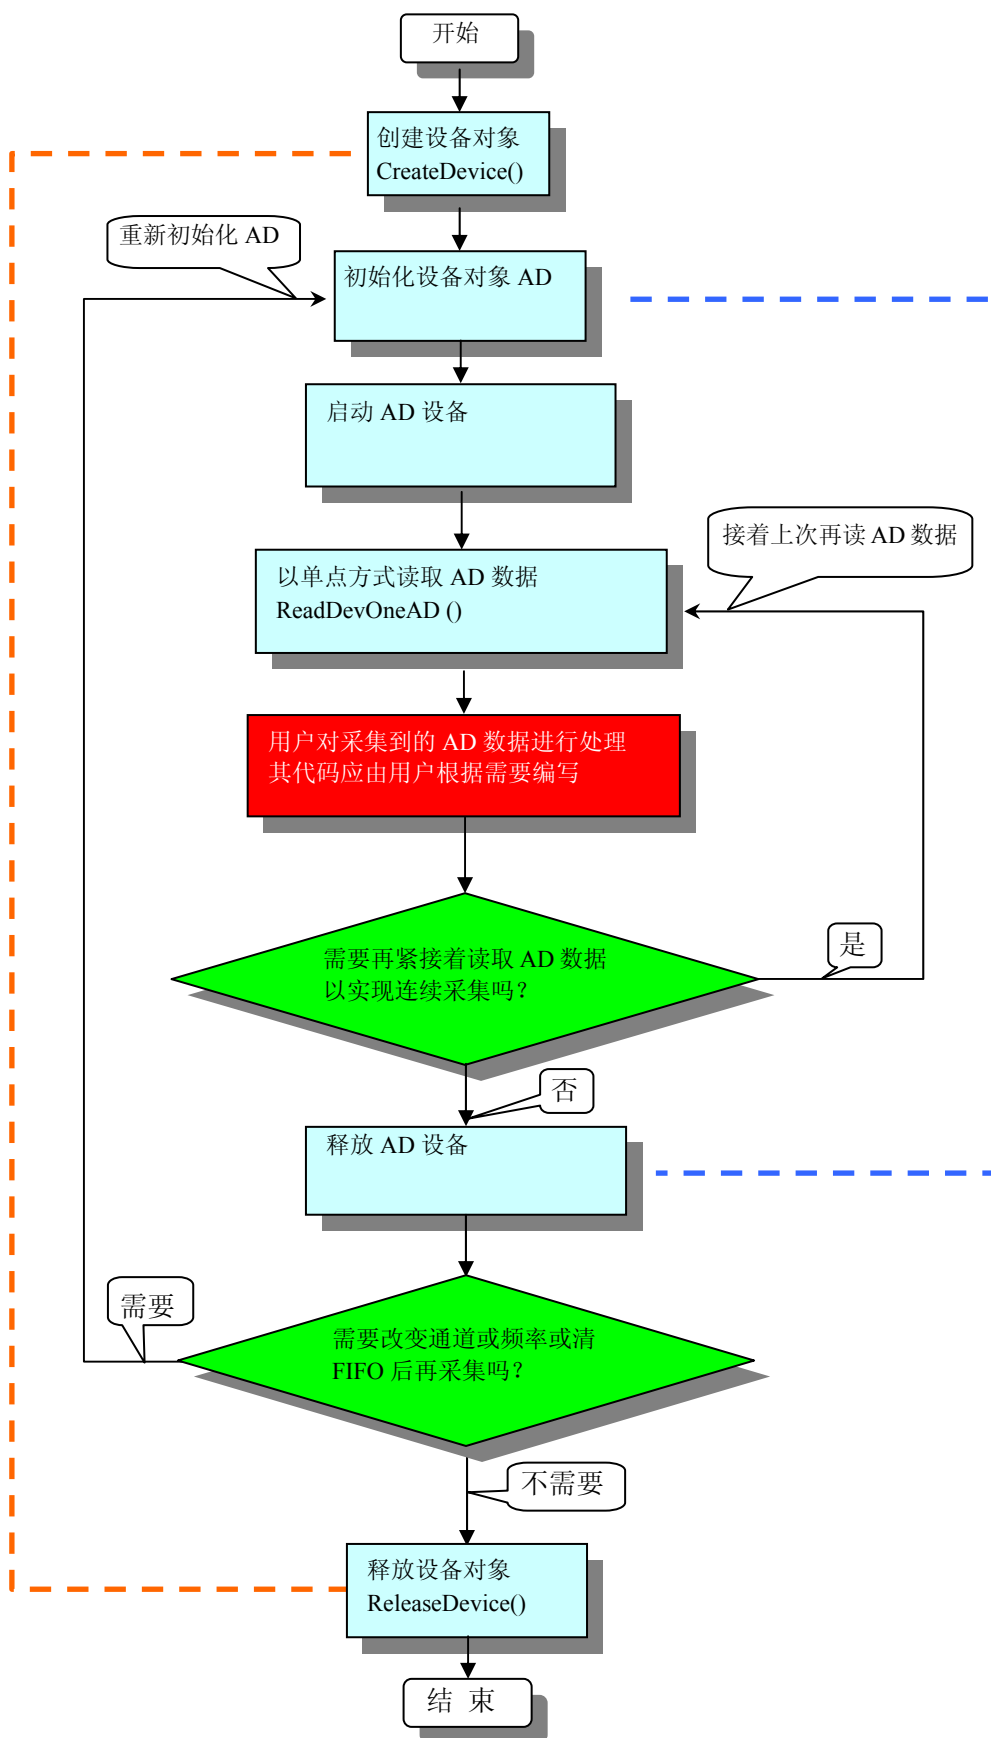 开始
创建设备对象
CreateDevice()
重新初始化 AD
初始化设备对象 AD
启动 AD 设备
接着上次再读 AD 数据
以单点方式读取 AD 数据
ReadDevOneAD ()
用户对采集到的 AD 数据进行处理
其代码应由用户根据需要编写
需要再紧接着读取 AD 数据
以实现连续采集吗？
是
否
释放 AD 设备
需要
需要改变通道或频率或清
FIFO 后再采集吗？
不需要
释放设备对象
ReleaseDevice()
结 束